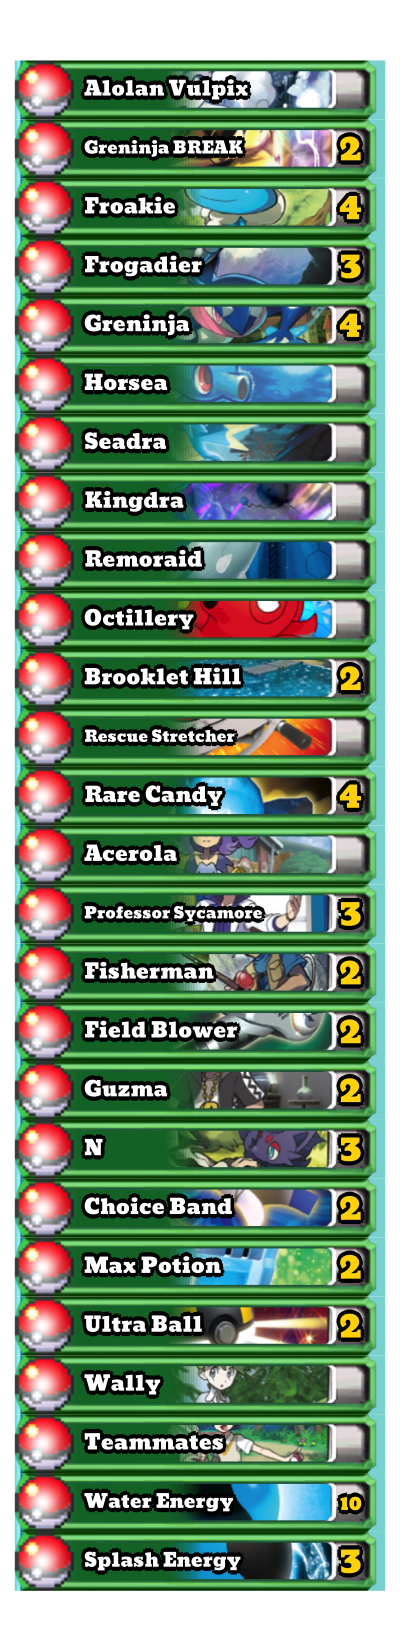 Alolan Vulpix
Greninja BREAK 2
Froakie 4
Frogadier 3
Greninja 4
Horsea
Seadra
Kingdra
Remoraid
Octillery
Brooklet Hill 2
Rescue Stretcher
Rare Candy 4
Acerola
Professor Sycamore 3
Fisherman 2
Field Blower 2
Guzma 2
N 3
Choice Band 2
Max Potion 2
Ultra Ball 2
Wally
Teammates
Water Energy 10
Splash Energy 3